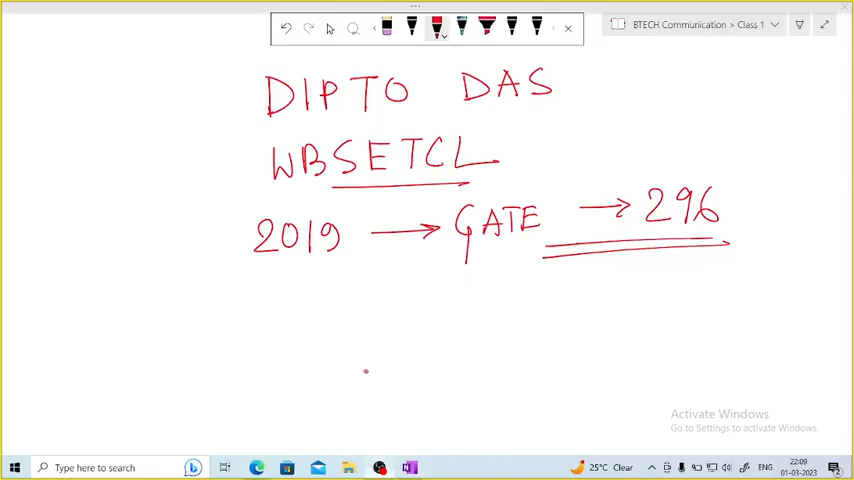 BTECH Communication > Class 1
DIPTO DAS
WBSETCL
2019 → GATE → 296
Activate Windows
Go to Settings to activate Windows.
Type here to search
25°C Clear
ENG
22:09
01-03-2023
2